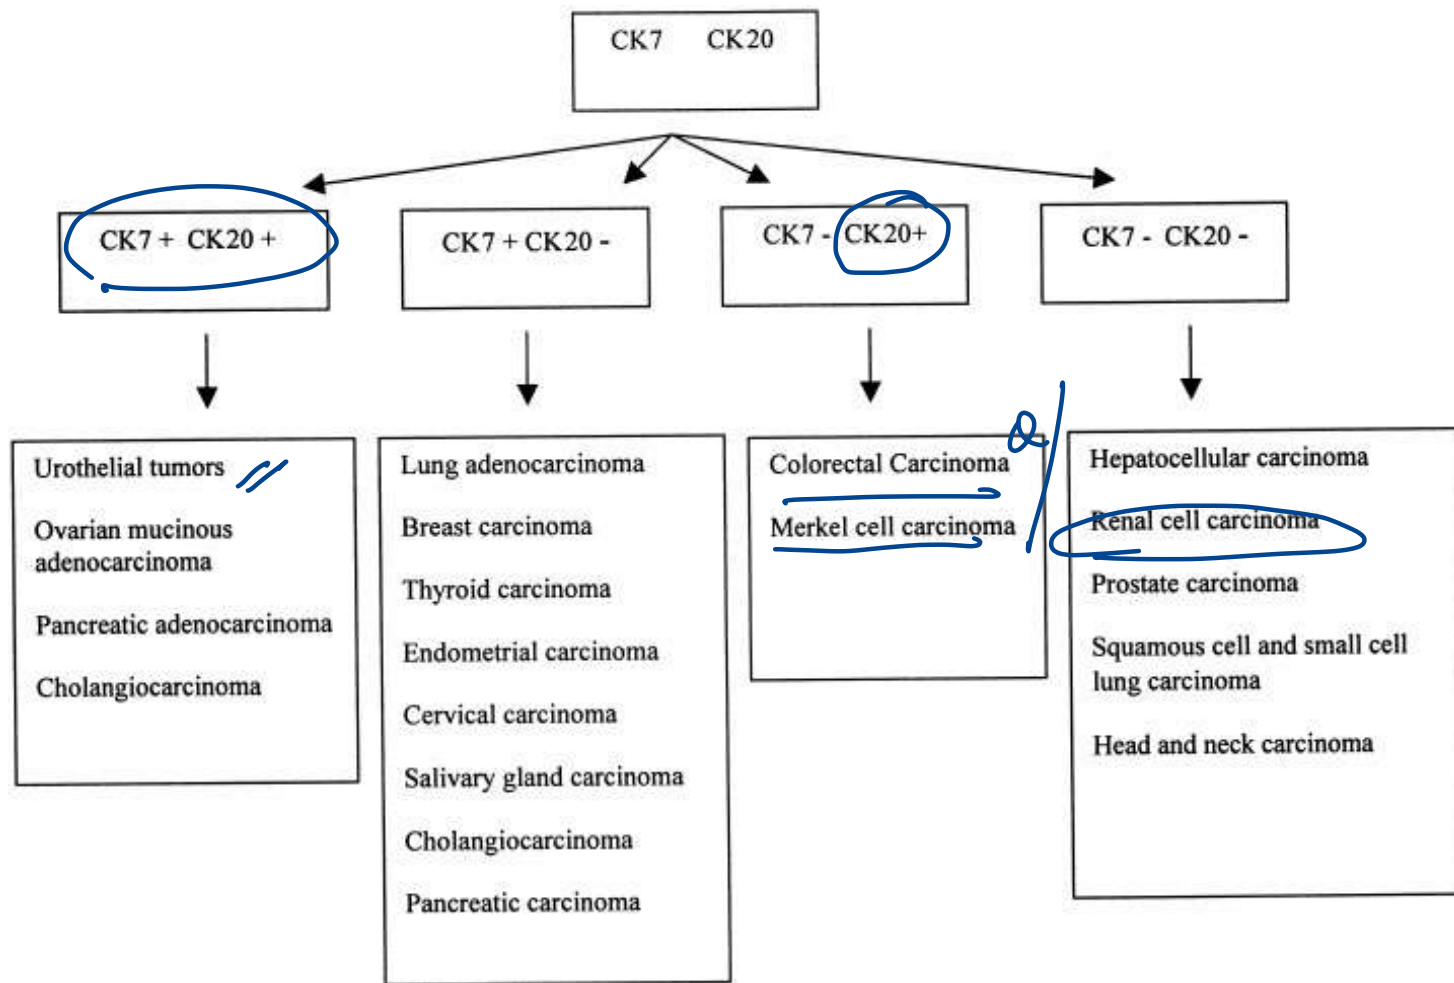 CK7 CK20
CK7 + CK20 +
CK7 + CK20 -
CK7 - CK20+
CK7 - CK20 -
Urothelial tumors
Ovarian mucinous
adenocarcinoma
Pancreatic adenocarcinoma
Cholangiocarcinoma
Lung adenocarcinoma
Breast carcinoma
Thyroid carcinoma
Endometrial carcinoma
Cervical carcinoma
Salivary gland carcinoma
Cholangiocarcinoma
Pancreatic carcinoma
Colorectal Carcinoma
Merkel cell carcinoma
Hepatocellular carcinoma
Renal cell carcinoma
Prostate carcinoma
Squamous cell and small cell
lung carcinoma
Head and neck carcinoma